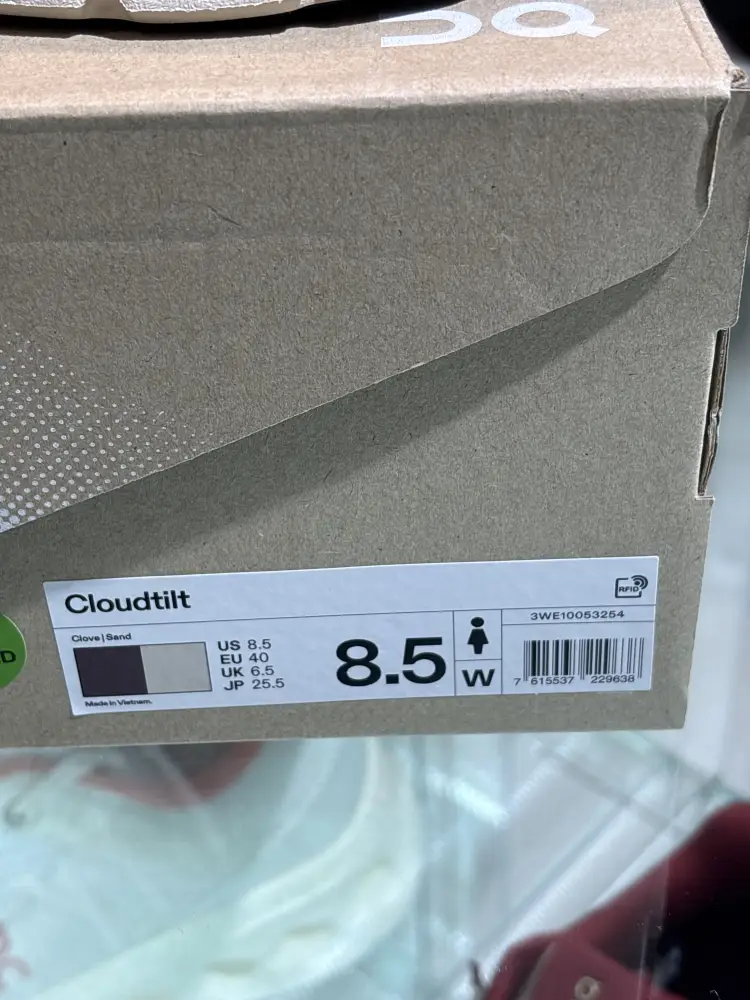 On
Cloudtilt
RFID
Clove | Sand
US 8.5
EU 40
UK 6.5
JP 25.5
Made in Vietnam.
8.5
W
3WE10053254
7 615537 229638
D